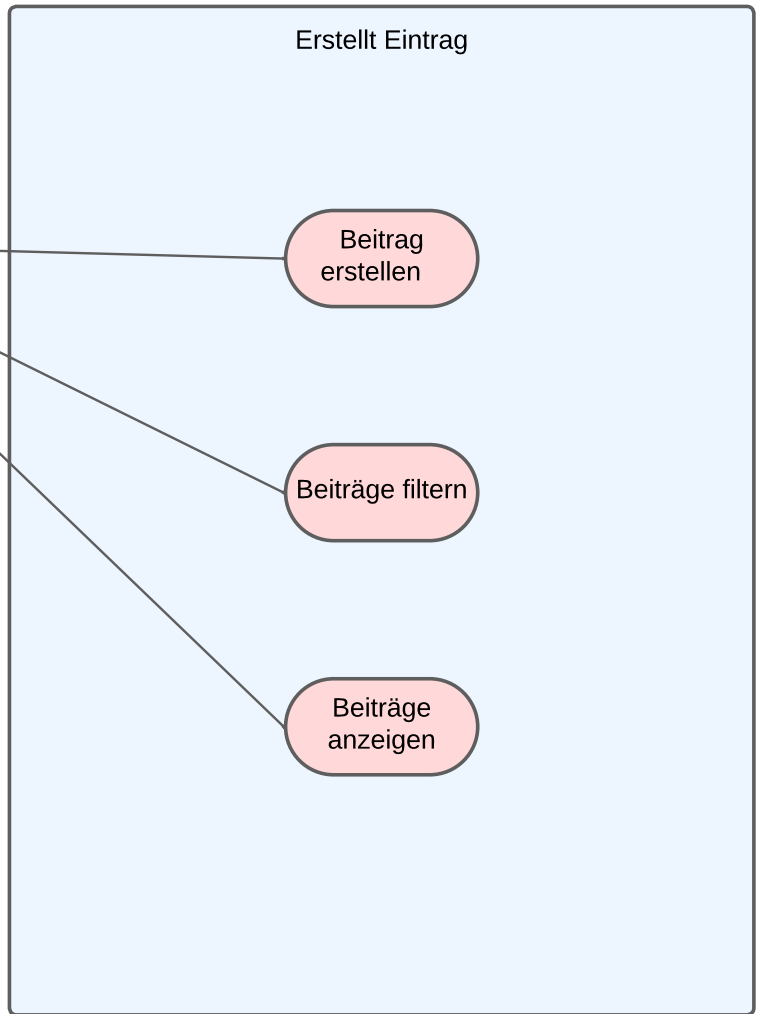 Erstellt Eintrag
Beitrag
erstellen
Beiträge filtern
Beiträge
anzeigen